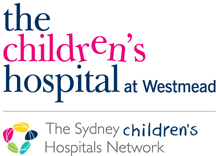 the
children's
hospital at Westmead
The Sydney children's
Hospitals Network